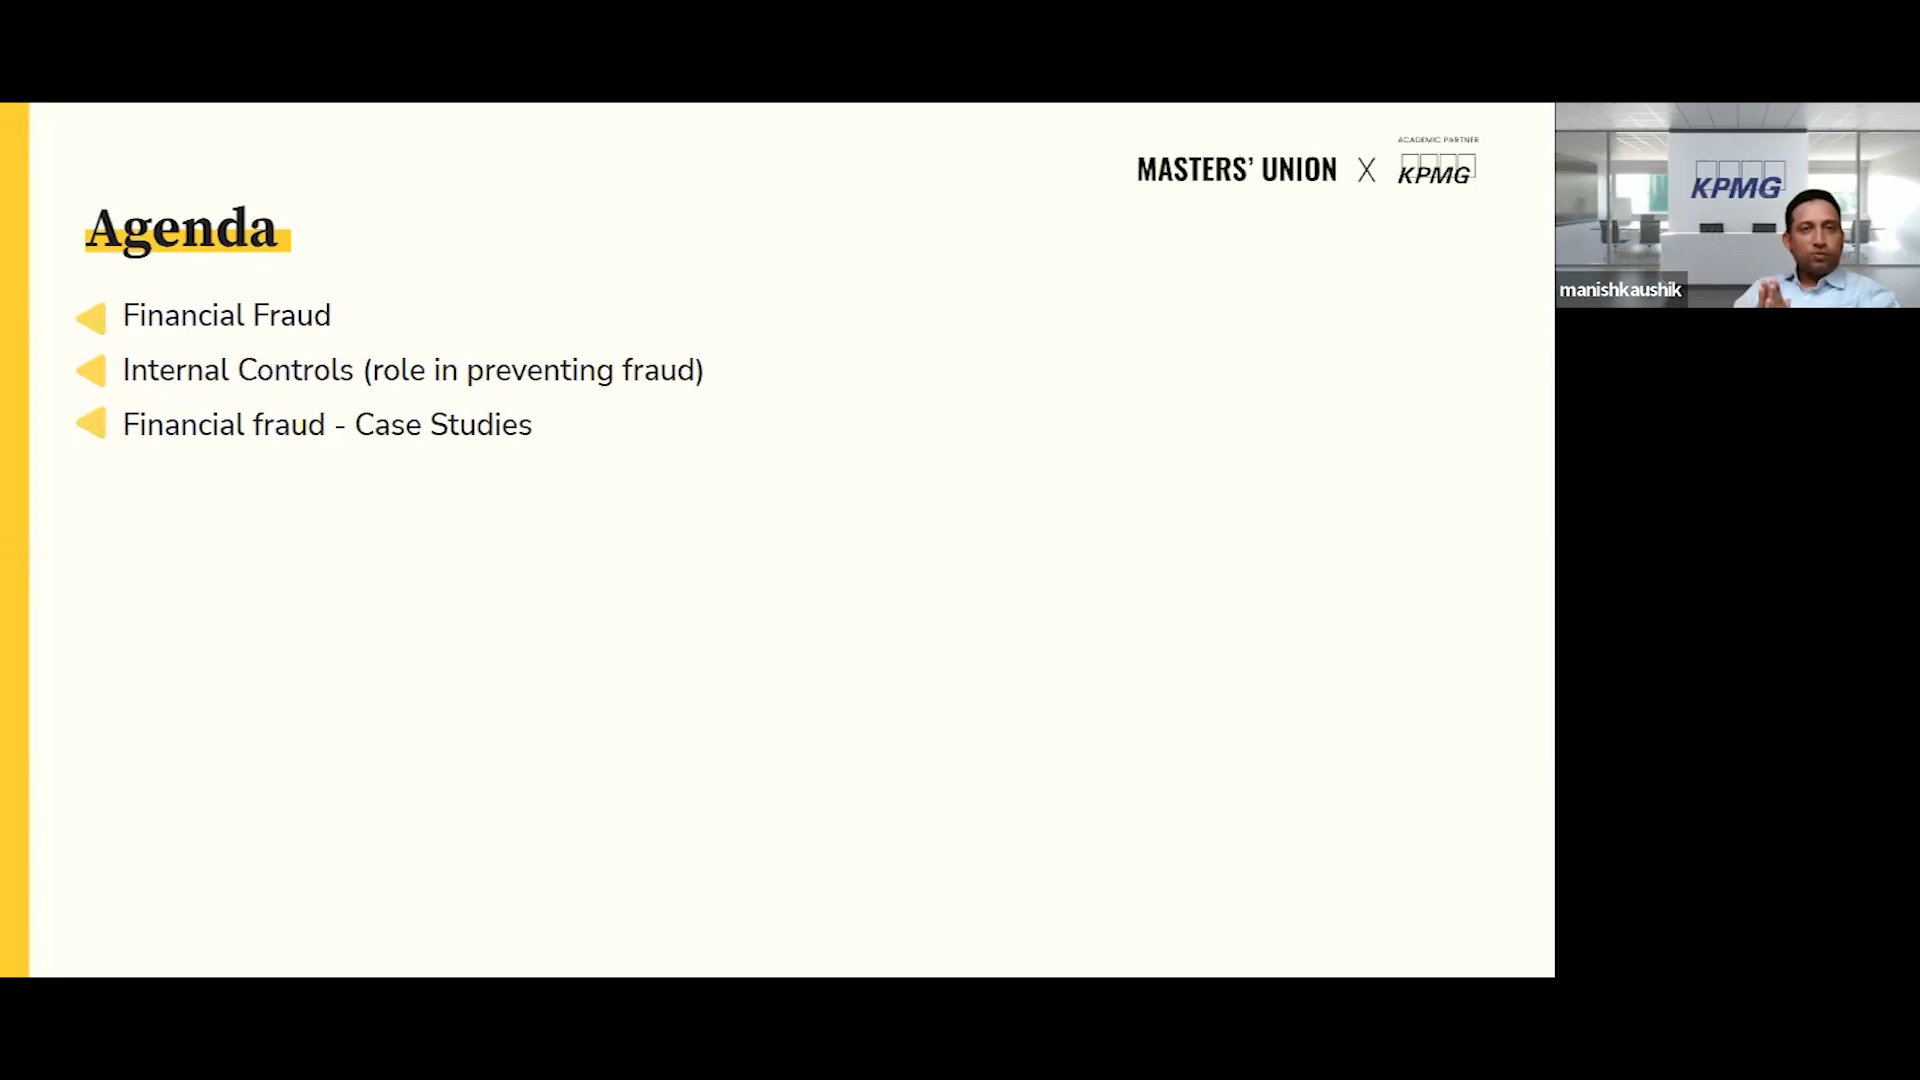 ACADEMIC PARTNER
MASTERS' UNION X KPMG
Agenda
Financial Fraud
Internal Controls (role in preventing fraud)
Financial fraud - Case Studies
KPMG
manishkaushik